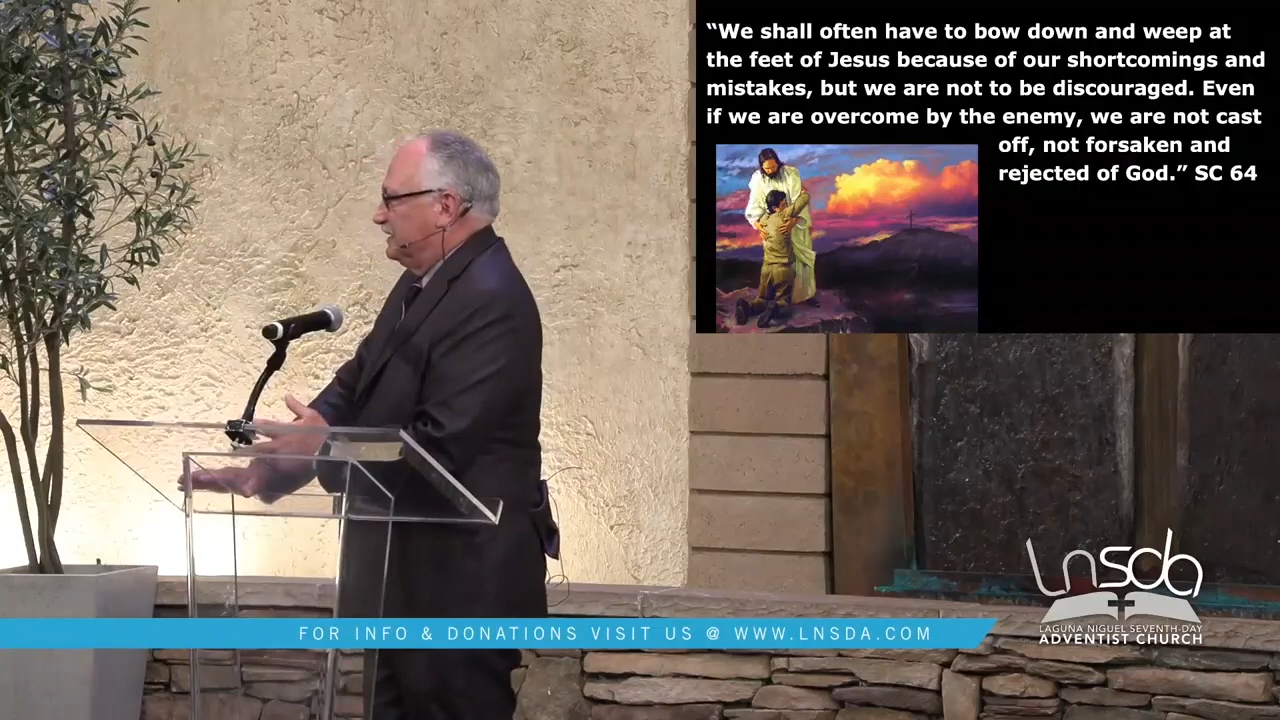 “We shall often have to bow down and weep at
the feet of Jesus because of our shortcomings and
mistakes, but we are not to be discouraged. Even
if we are overcome by the enemy, we are not cast
off, not forsaken and
rejected of God.” SC 64
lnsda
LAGUNA NIGUEL SEVENTH-DAY
ADVENTIST CHURCH
FOR INFO & DONATIONS VISIT US @ WWW.LNSDA.COM